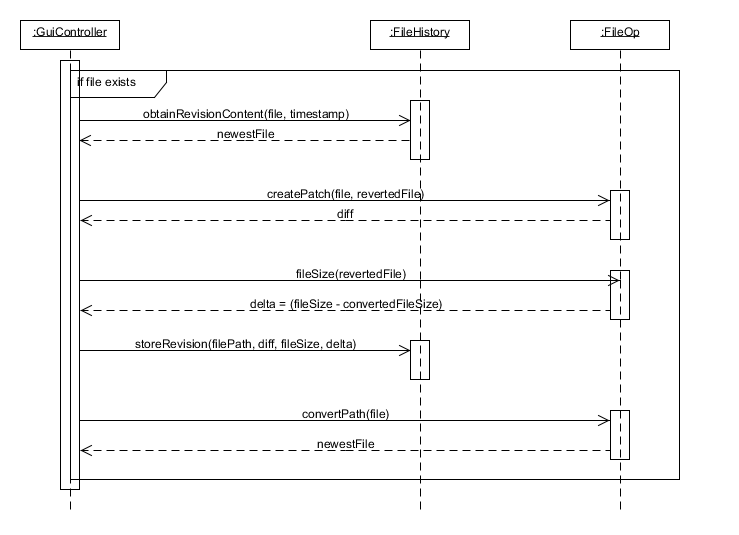 :GuiController
:FileHistory
:FileOp
if file exists
obtainRevisionContent(file, timestamp)
newestFile
createPatch(file, revertedFile)
diff
fileSize(revertedFile)
delta = (fileSize - convertedFileSize)
storeRevision(filePath, diff, fileSize, delta)
convertPath(file)
newestFile